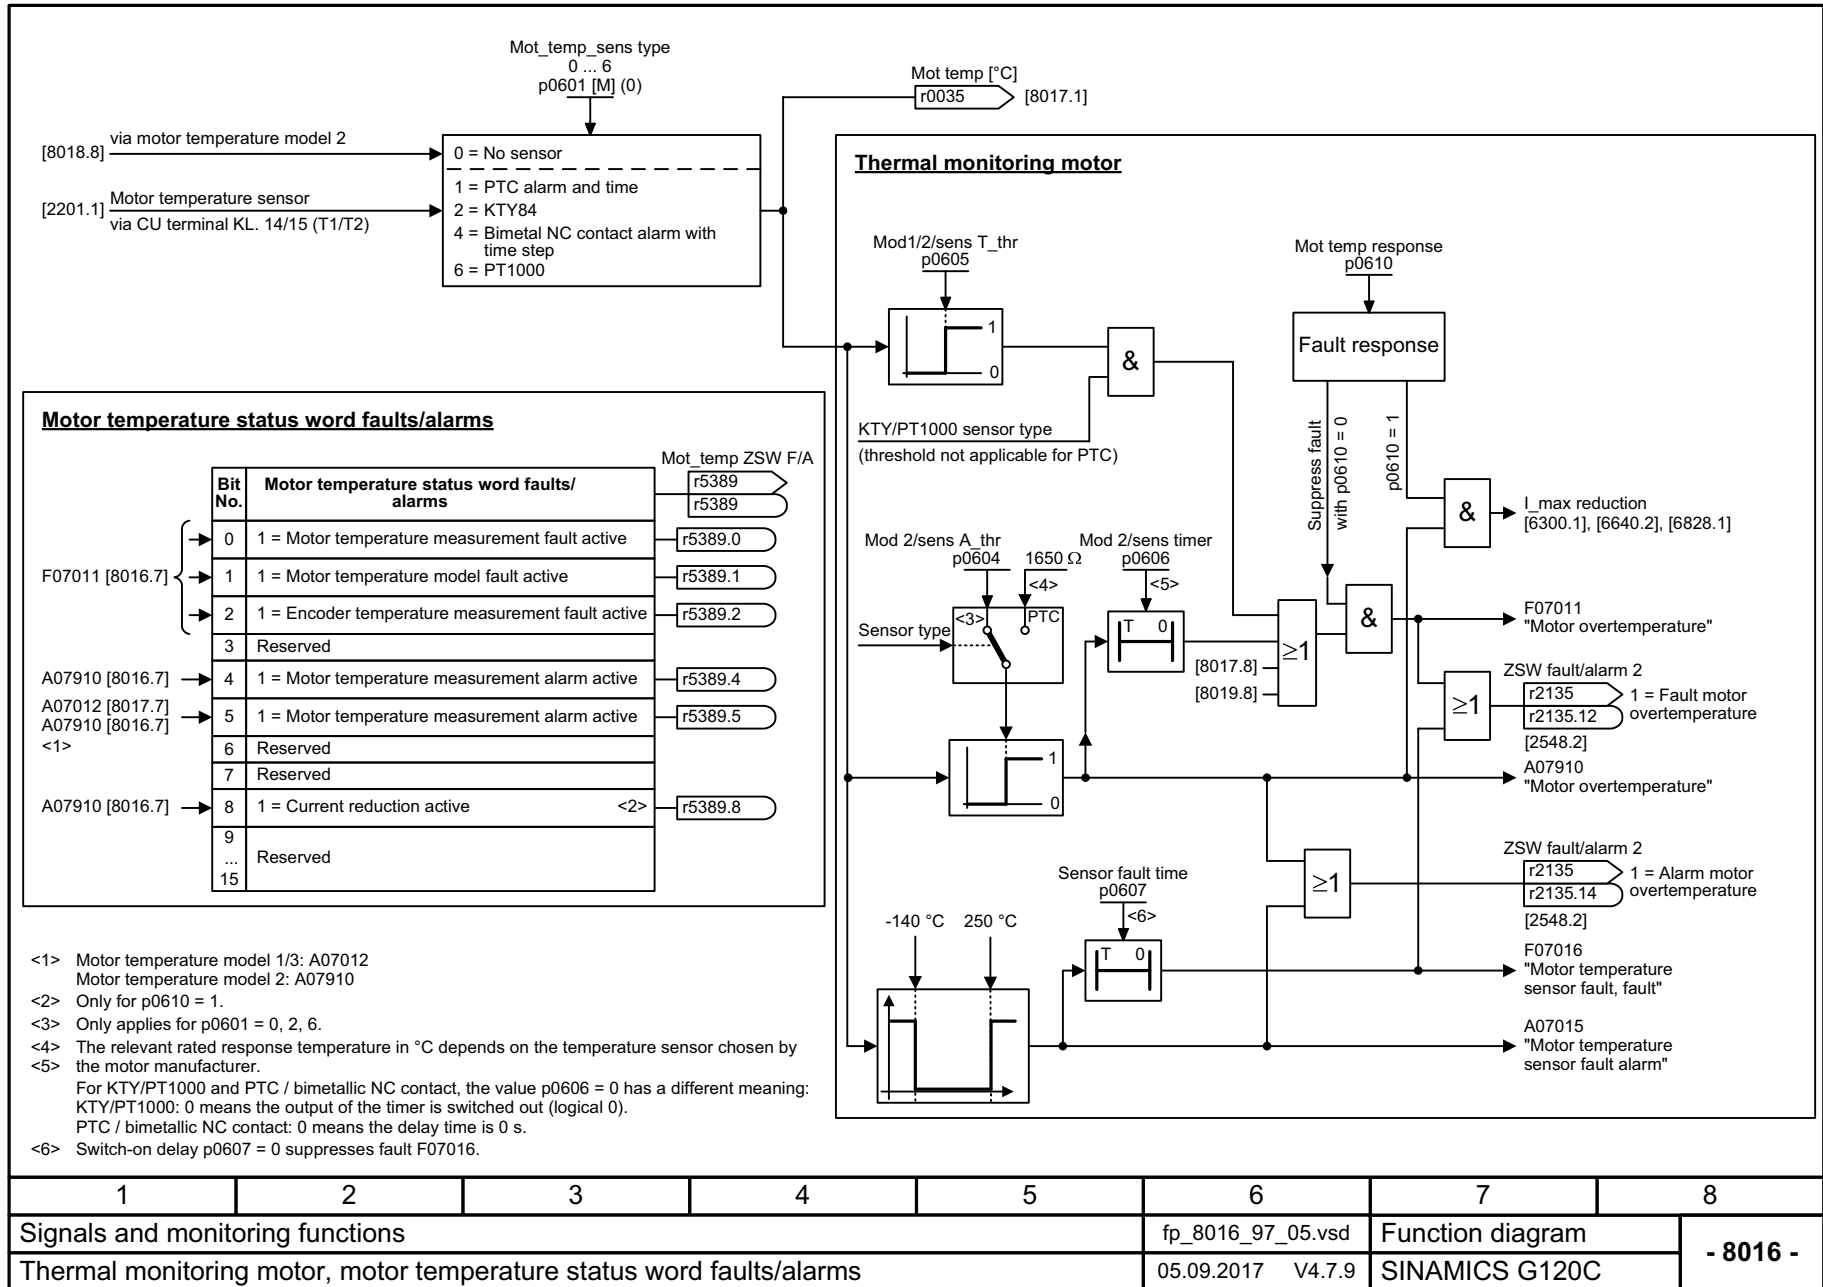 Mot_temp_sens type
0 ... 6
p0601 [M] (0)
Mot temp [°C]
r0035 [8017.1]
[8018.8] via motor temperature model 2
[2201.1] Motor temperature sensor
via CU terminal KL. 14/15 (T1/T2)
0 = No sensor
1 = PTC alarm and time
2 = KTY84
4 = Bimetal NC contact alarm with
time step
6 = PT1000
Thermal monitoring motor
Mod1/2/sens T_thr
p0605
1
0
&
KTY/PT1000 sensor type
(threshold not applicable for PTC)
Mot temp response
p0610
Fault response
Suppress fault
with p0610 = 0
p0610 = 1
&
I_max reduction
[6300.1], [6640.2], [6828.1]
Mod 2/sens A_thr
p0604
1650 Ω
<4>
<3>
PTC
Sensor type
Mod 2/sens timer
p0606
<5>
T 0
[8017.8]
[8019.8]
≥1
&
F07011
"Motor overtemperature"
ZSW fault/alarm 2
r2135
r2135.12
1 = Fault motor
overtemperature
[2548.2]
≥1
1
0
A07910
"Motor overtemperature"
ZSW fault/alarm 2
r2135
r2135.14
1 = Alarm motor
overtemperature
[2548.2]
≥1
Sensor fault time
p0607
<6>
T 0
-140 °C 250 °C
F07016
"Motor temperature
sensor fault, fault"
A07015
"Motor temperature
sensor fault alarm"
Motor temperature status word faults/alarms
Mot_temp ZSW F/A
r5389
r5389
Bit
No.
Motor temperature status word faults/
alarms
F07011 [8016.7]
0 1 = Motor temperature measurement fault active r5389.0
1 1 = Motor temperature model fault active r5389.1
2 1 = Encoder temperature measurement fault active r5389.2
3 Reserved
A07910 [8016.7] 4 1 = Motor temperature measurement alarm active r5389.4
A07012 [8017.7]
A07910 [8016.7]
<1>
5 1 = Motor temperature measurement alarm active r5389.5
6 Reserved
7 Reserved
A07910 [8016.7] 8 1 = Current reduction active <2> r5389.8
9
...
15
Reserved
<1> Motor temperature model 1/3: A07012
Motor temperature model 2: A07910
<2> Only for p0610 = 1.
<3> Only applies for p0601 = 0, 2, 6.
<4> The relevant rated response temperature in °C depends on the temperature sensor chosen by
<5> the motor manufacturer.
For KTY/PT1000 and PTC / bimetallic NC contact, the value p0606 = 0 has a different meaning:
KTY/PT1000: 0 means the output of the timer is switched out (logical 0).
PTC / bimetallic NC contact: 0 means the delay time is 0 s.
<6> Switch-on delay p0607 = 0 suppresses fault F07016.
1 2 3 4 5 6 7 8
Signals and monitoring functions
fp_8016_97_05.vsd
Function diagram
- 8016 -
Thermal monitoring motor, motor temperature status word faults/alarms
05.09.2017 V4.7.9
SINAMICS G120C